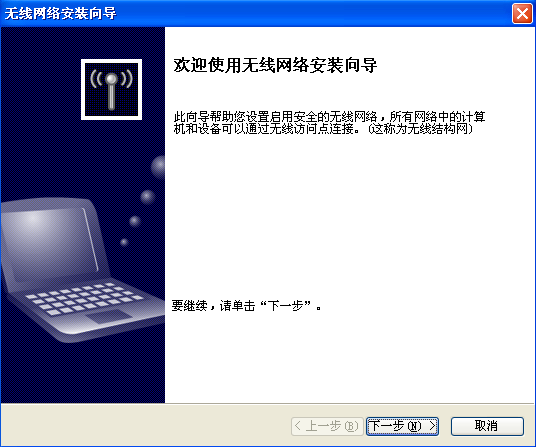 无线网络安装向导
欢迎使用无线网络安装向导
此向导帮助您设置启用安全的无线网络，所有网络中的计算
机和设备可以通过无线访问点连接。(这称为无线结构网)
要继续，请单击“下一步”。
< 上一步(B)
下一步(N) >
取消